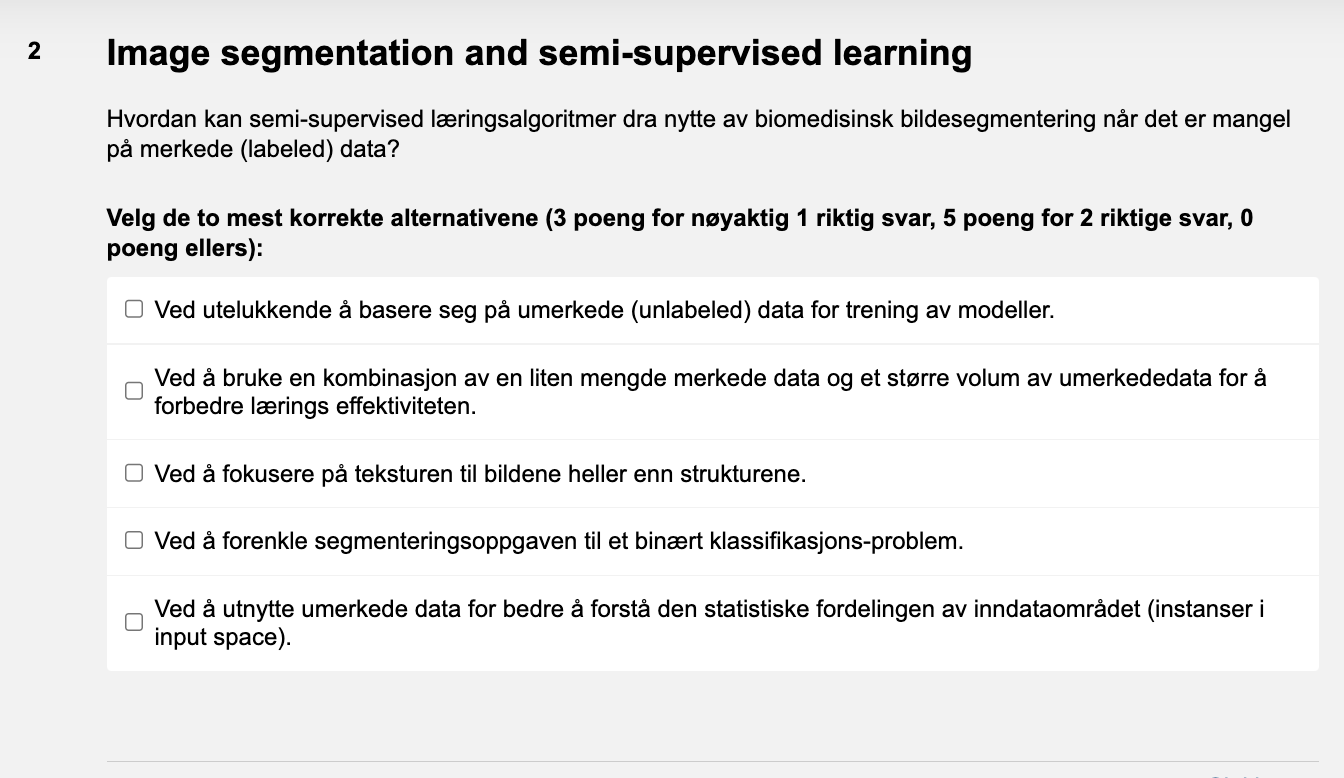 2
Image segmentation and semi-supervised learning
Hvordan kan semi-supervised læringsalgoritmer dra nytte av biomedisinsk bildesegmentering når det er mangel
på merkede (labeled) data?
Velg de to mest korrekte alternativene (3 poeng for nøyaktig 1 riktig svar, 5 poeng for 2 riktige svar, 0
poeng ellers):
Ved utelukkende å basere seg på umerkede (unlabeled) data for trening av modeller.
Ved å bruke en kombinasjon av en liten mengde merkede data og et større volum av umerkededata for å
forbedre lærings effektiviteten.
Ved å fokusere på teksturen til bildene heller enn strukturene.
Ved å forenkle segmenteringsoppgaven til et binært klassifikasjons-problem.
Ved å utnytte umerkede data for bedre å forstå den statistiske fordelingen av inndataområdet (instanser i
input space).